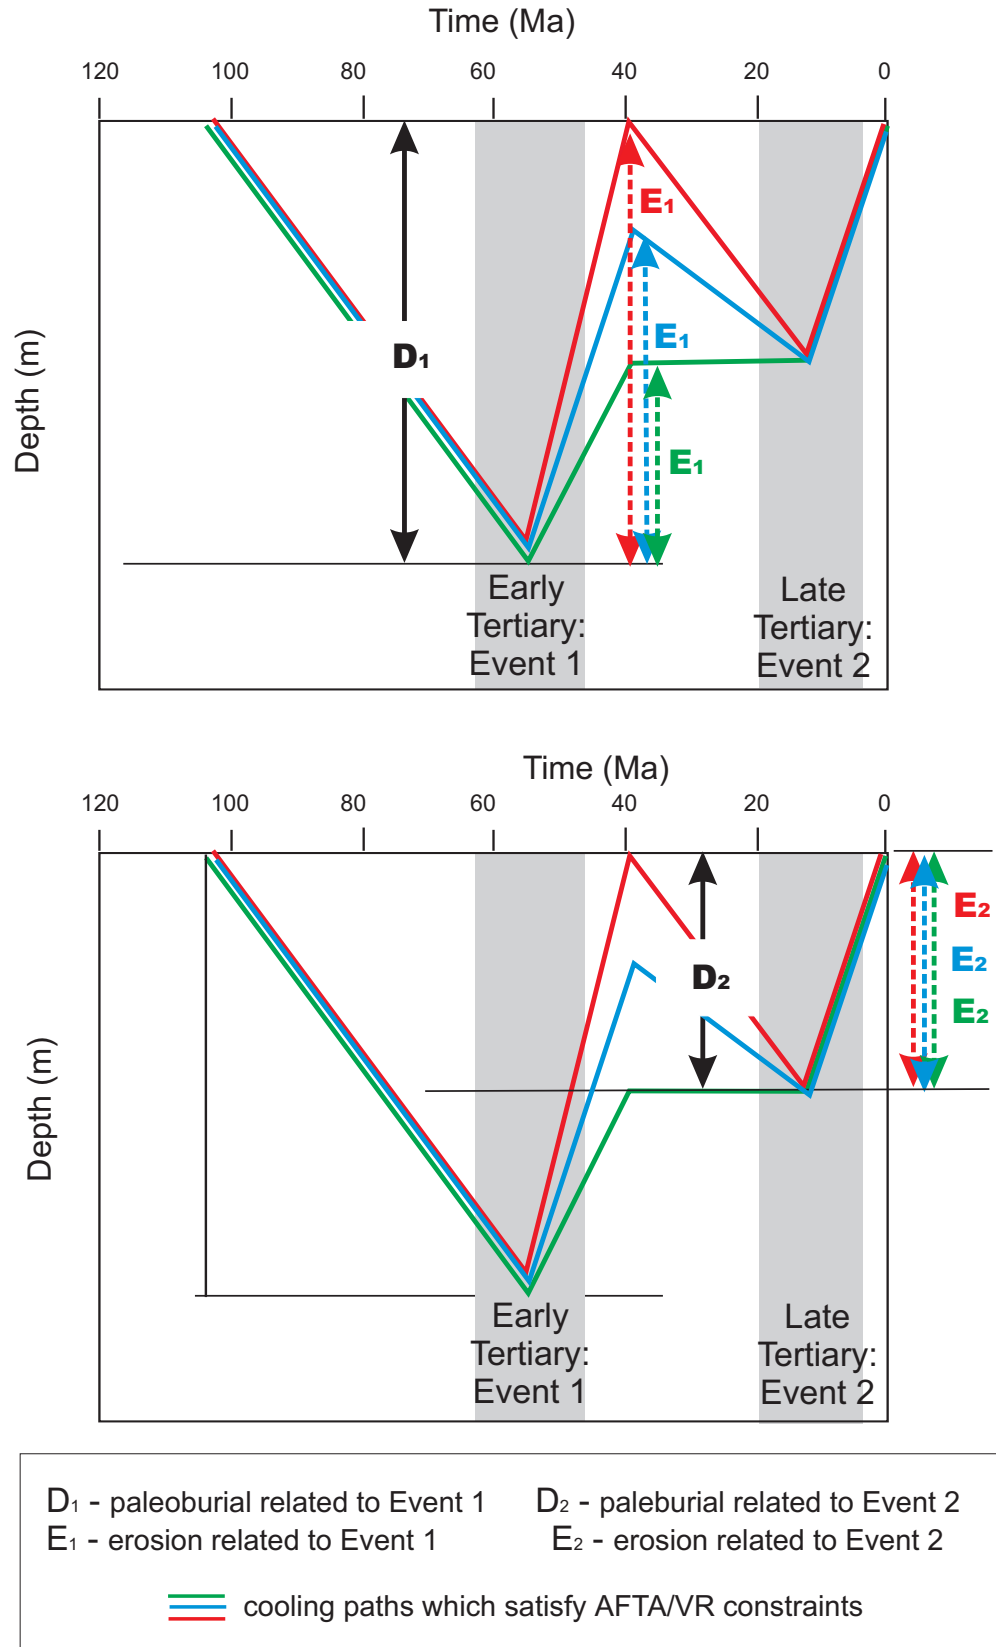 Time (Ma)
120 100 80 60 40 20 0
Depth (m)
E1
E1
D1
E1
Early
Tertiary:
Event 1
Late
Tertiary:
Event 2
Time (Ma)
120 100 80 60 40 20 0
Depth (m)
E2
E2
D2
E2
Early
Tertiary:
Event 1
Late
Tertiary:
Event 2
D1 - paleoburial related to Event 1
D2 - paleburial related to Event 2
E1 - erosion related to Event 1
E2 - erosion related to Event 2
cooling paths which satisfy AFTA/VR constraints